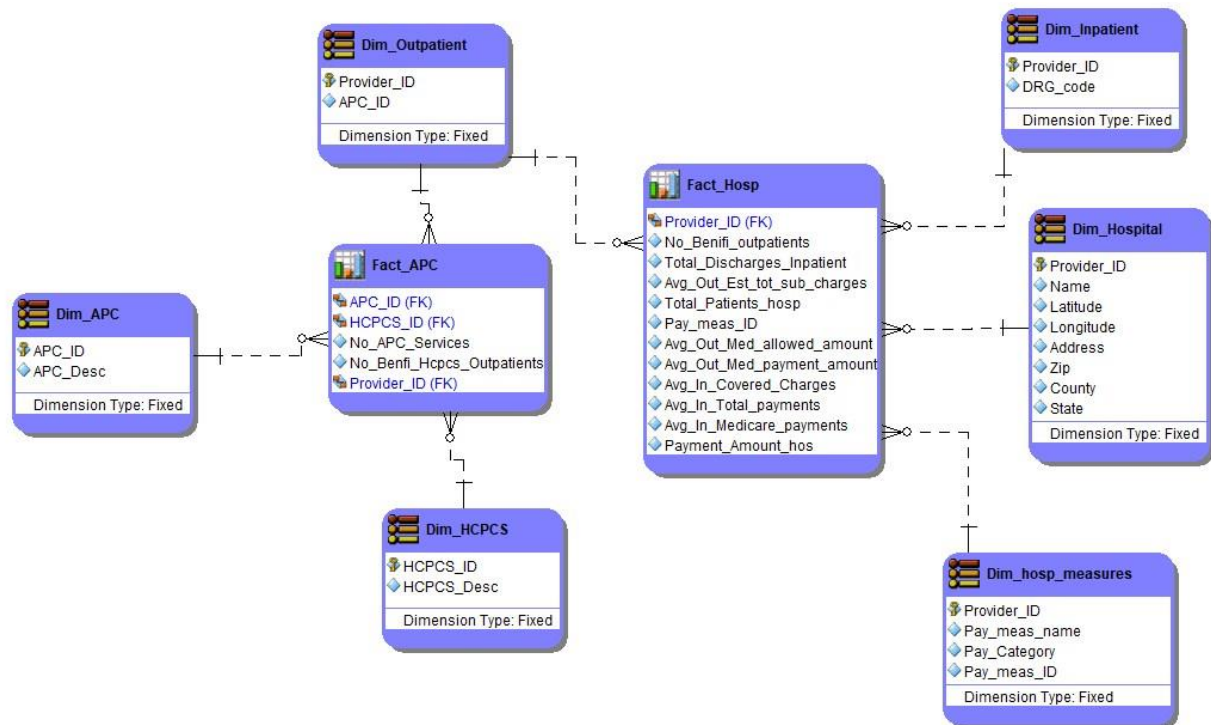 Dim_Outpatient
Provider_ID
APC_ID
Dimension Type: Fixed
Dim_Inpatient
Provider_ID
DRG_code
Dimension Type: Fixed
Fact_Hosp
Provider_ID (FK)
No_Benifi_outpatients
Total_Discharges_Inpatient
Avg_Out_Est_tot_sub_charges
Total_Patients_hosp
Pay_meas_ID
Avg_Out_Med_allowed_amount
Avg_Out_Med_payment_amount
Avg_In_Covered_Charges
Avg_In_Total_payments
Avg_In_Medicare_payments
Payment_Amount_hos
Dim_Hospital
Provider_ID
Name
Latitude
Longitude
Address
Zip
County
State
Dimension Type: Fixed
Fact_APC
APC_ID (FK)
HCPCS_ID (FK)
No_APC_Services
No_Benfi_Hcpcs_Outpatients
Provider_ID (FK)
Dim_APC
APC_ID
APC_Desc
Dimension Type: Fixed
Dim_HCPCS
HCPCS_ID
HCPCS_Desc
Dimension Type: Fixed
Dim_hosp_measures
Provider_ID
Pay_meas_name
Pay_Category
Pay_meas_ID
Dimension Type: Fixed